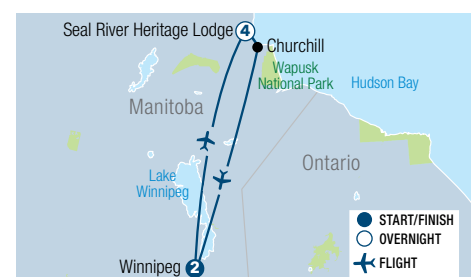 Seal River Heritage Lodge 4
Churchill
Wapusk
National Park
Hudson Bay
Manitoba
Ontario
Lake
Winnipeg
Winnipeg 2
START/FINISH
OVERNIGHT
FLIGHT